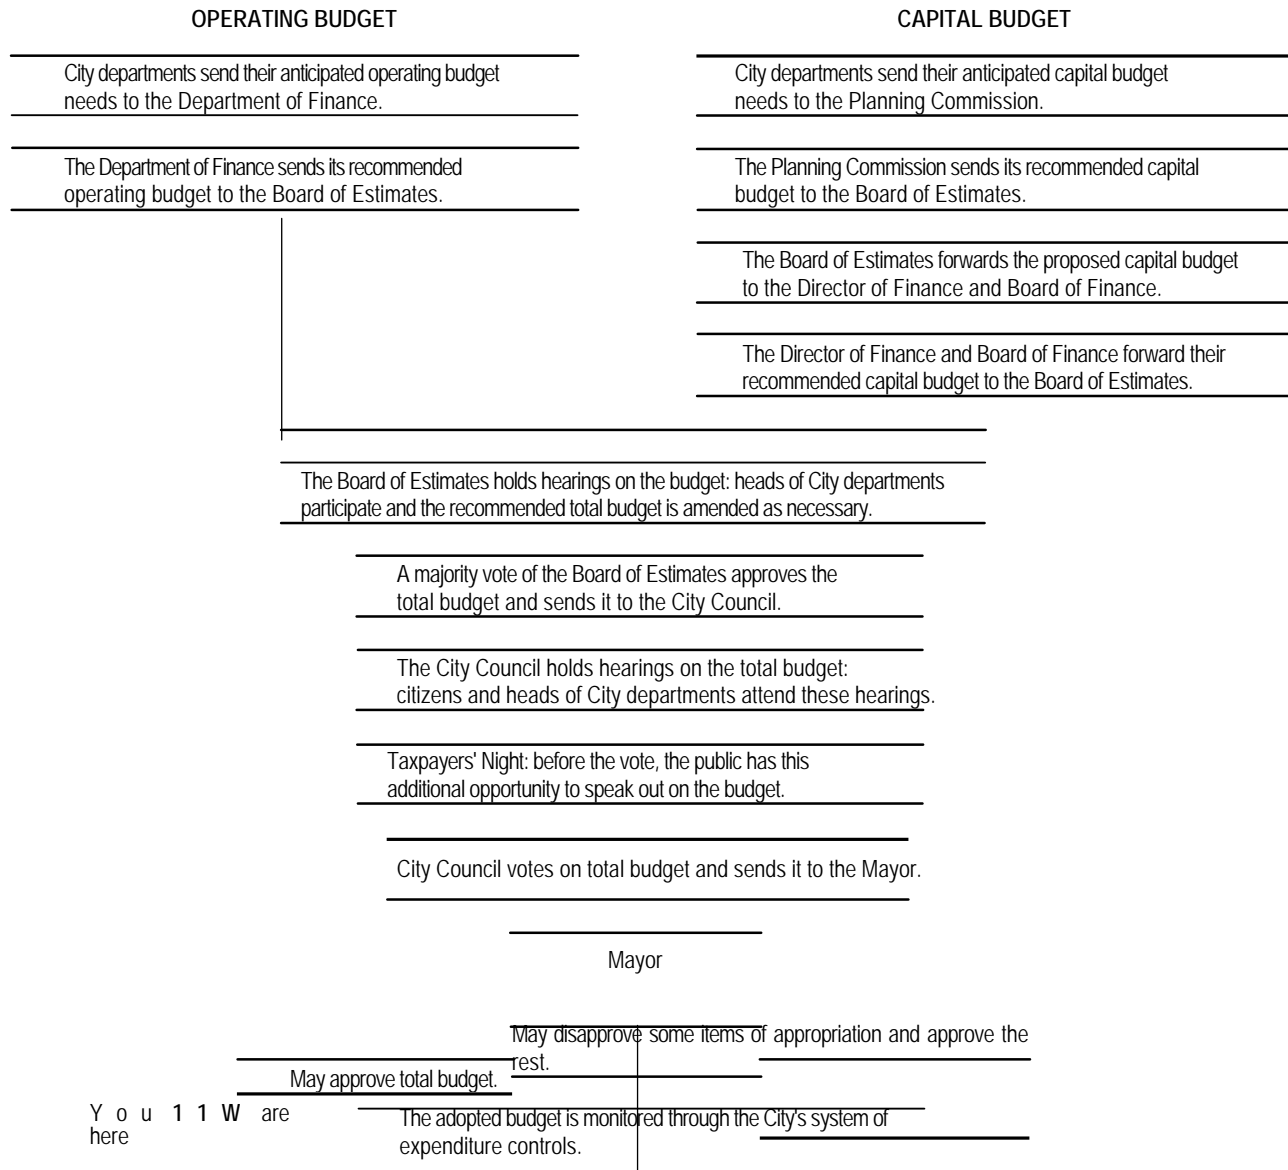 OPERATING BUDGET
City departments send their anticipated operating budget
needs to the Department of Finance.
The Department of Finance sends its recommended
operating budget to the Board of Estimates.
CAPITAL BUDGET
City departments send their anticipated capital budget
needs to the Planning Commission.
The Planning Commission sends its recommended capital
budget to the Board of Estimates.
The Board of Estimates forwards the proposed capital budget
to the Director of Finance and Board of Finance.
The Director of Finance and Board of Finance forward their
recommended capital budget to the Board of Estimates.
The Board of Estimates holds hearings on the budget: heads of City departments
participate and the recommended total budget is amended as necessary.
A majority vote of the Board of Estimates approves the
total budget and sends it to the City Council.
The City Council holds hearings on the total budget:
citizens and heads of City departments attend these hearings.
Taxpayers' Night: before the vote, the public has this
additional opportunity to speak out on the budget.
City Council votes on total budget and sends it to the Mayor.
Mayor
May disapprove some items of appropriation and approve the
rest.
May approve total budget.
You 11W are
here
The adopted budget is monitored through the City's system of
expenditure controls.